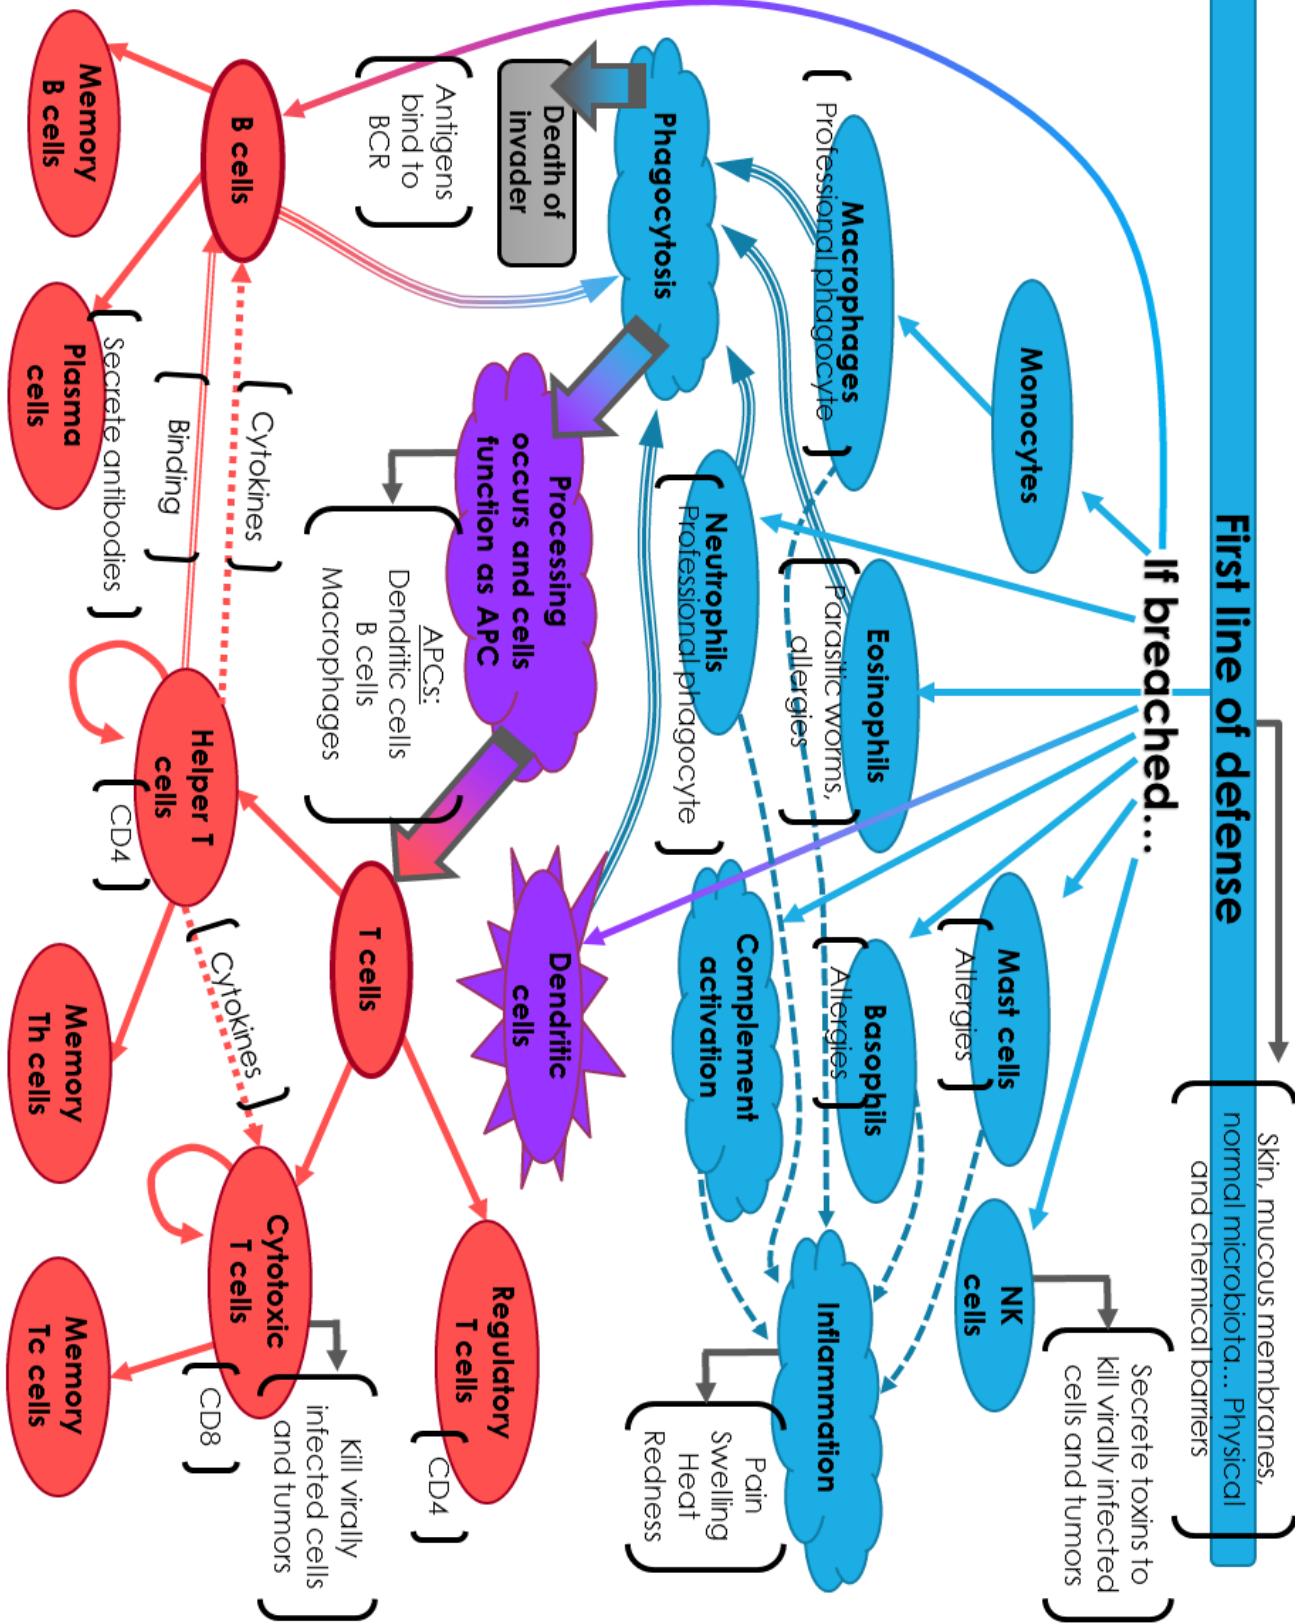 First line of defense
Skin, mucous membranes,
normal microbiota.... Physical
and chemical barriers
If breached...
Monocytes
Macrophages
Professional phagocyte
Eosinophils
Parasitic worms,
allergies
Neutrophils
Professional phagocyte
Mast cells
Allergies
Basophils
Allergies
NK
cells
Secrete toxins to
kill virally infected
cells and tumors
Complement
activation
Inflammation
Pain
Swelling
Heat
Redness
Phagocytosis
Death of
invader
Processing
occurs and cells
function as APC
APCs:
Dendritic cells
B cells
Macrophages
Dendritic
cells
Antigens
bind to
BCR
B cells
Memory
B cells
Plasma
cells
Secrete antibodies
Binding
Cytokines
T cells
Helper T
cells
CD4
Cytokines
Memory
Th cells
Regulatory
T cells
CD4
Cytotoxic
T cells
CD8
Kill virally
infected cells
and tumors
Memory
Tc cells